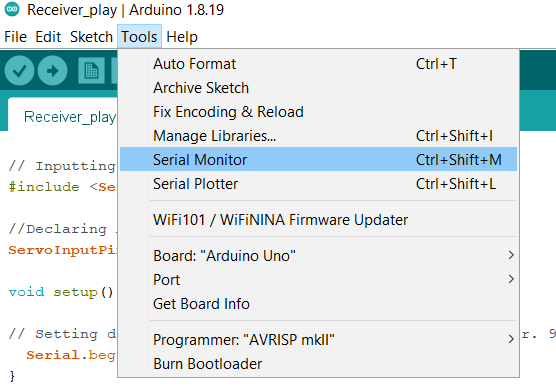 Receiver_play | Arduino 1.8.19
File Edit Sketch Tools Help
Auto Format Ctrl+T
Archive Sketch
Fix Encoding & Reload
Manage Libraries... Ctrl+Shift+I
Serial Monitor Ctrl+Shift+M
Serial Plotter Ctrl+Shift+L
WiFi101 / WiFiNINA Firmware Updater
Board: "Arduino Uno"
Port
Get Board Info
Programmer: "AVRISP mkII"
Burn Bootloader
Receiver_play
// Inputting
#include <Se
//Declaring
ServoInputPi
void setup()
// Setting d r. 9
Serial.beg
}